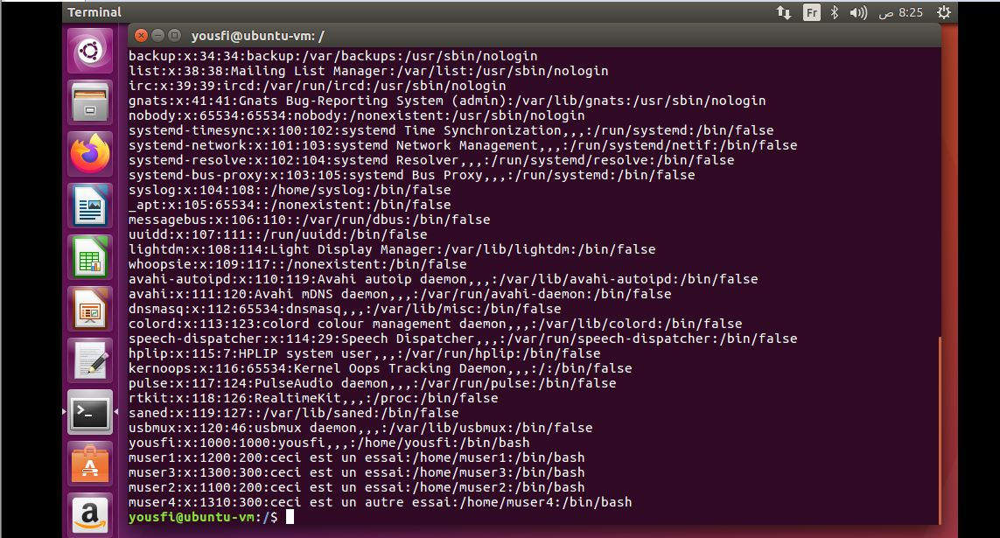 Terminal
Fr
ص 8:25
yousfi@ubuntu-vm: /
backup:x:34:34:backup:/var/backups:/usr/sbin/nologin
list:x:38:38:Mailing List Manager:/var/list:/usr/sbin/nologin
irc:x:39:39:ircd:/var/run/ircd:/usr/sbin/nologin
gnats:x:41:41:Gnats Bug-Reporting System (admin):/var/lib/gnats:/usr/sbin/nologin
nobody:x:65534:65534:nobody:/nonexistent:/usr/sbin/nologin
systemd-timesync:x:100:102:systemd Time Synchronization,,,:/run/systemd:/bin/false
systemd-network:x:101:103:systemd Network Management,,,:/run/systemd/netif:/bin/false
systemd-resolve:x:102:104:systemd Resolver,,,:/run/systemd/resolve:/bin/false
systemd-bus-proxy:x:103:105:systemd Bus Proxy,,,:/run/systemd:/bin/false
syslog:x:104:108::/home/syslog:/bin/false
_apt:x:105:65534::/nonexistent:/bin/false
messagebus:x:106:110::/var/run/dbus:/bin/false
uuidd:x:107:111::/run/uuidd:/bin/false
lightdm:x:108:114:Light Display Manager:/var/lib/lightdm:/bin/false
whoopsie:x:109:117::/nonexistent:/bin/false
avahi-autoipd:x:110:119:Avahi autoip daemon,,,:/var/lib/avahi-autoipd:/bin/false
avahi:x:111:120:Avahi mDNS daemon,,,:/var/run/avahi-daemon:/bin/false
dnsmasq:x:112:65534:dnsmasq,,,:/var/lib/misc:/bin/false
colord:x:113:123:colord colour management daemon,,,:/var/lib/colord:/bin/false
speech-dispatcher:x:114:29:Speech Dispatcher,,,:/var/run/speech-dispatcher:/bin/false
hplip:x:115:7:HPLIP system user,,,:/var/run/hplip:/bin/false
kernoops:x:116:65534:Kernel Oops Tracking Daemon,,,:/:/bin/false
pulse:x:117:124:PulseAudio daemon,,,:/var/run/pulse:/bin/false
rtkit:x:118:126:RealtimeKit,,,:/proc:/bin/false
saned:x:119:127::/var/lib/saned:/bin/false
usbmux:x:120:46:usbmux daemon,,,:/var/lib/usbmux:/bin/false
yousfi:x:1000:1000:yousfi,,,:/home/yousfi:/bin/bash
muser1:x:1200:200:ceci est un essai:/home/muser1:/bin/bash
muser3:x:1300:300:ceci est un essai:/home/muser3:/bin/bash
muser2:x:1100:200:ceci est un essai:/home/muser2:/bin/bash
muser4:x:1310:300:ceci est un autre essai:/home/muser4:/bin/bash
yousfi@ubuntu-vm:/$